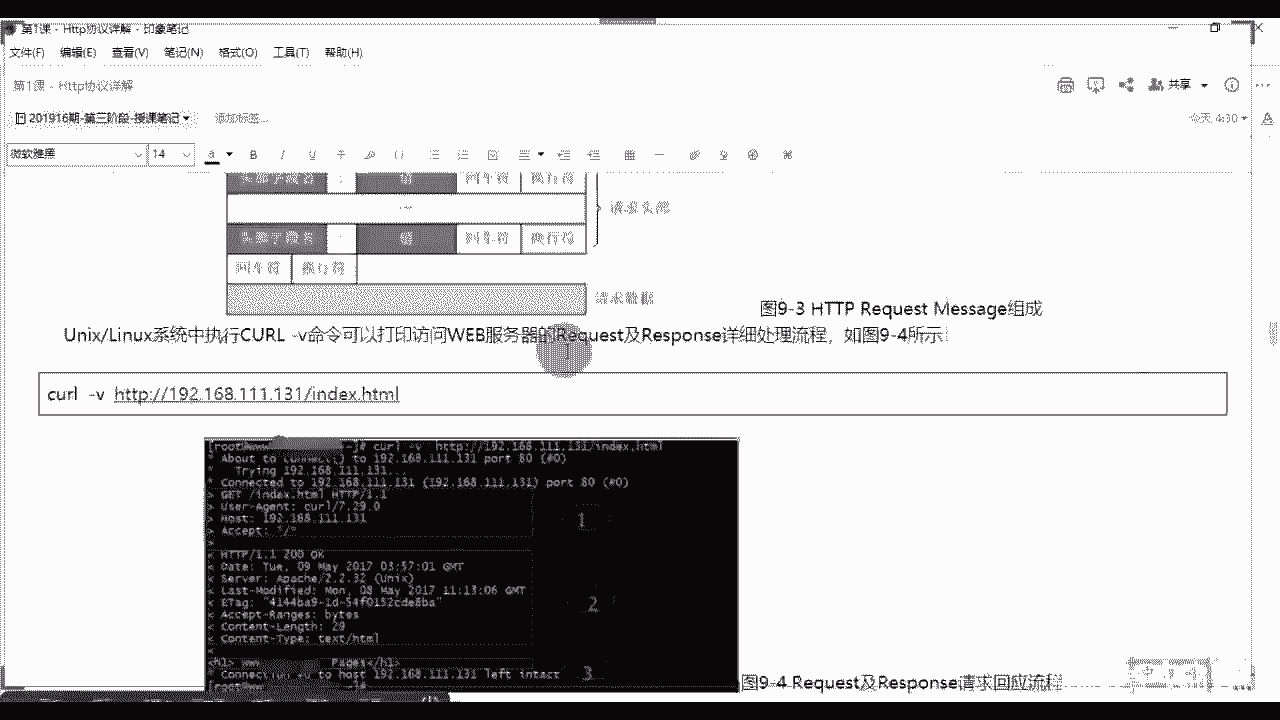 第1课 - Http协议详解 - 印象笔记
文件(F) 编辑(E) 查看(V) 笔记(N) 格式(O) 工具(T) 帮助(H)
第1课 - Http协议详解
共享
201916期-第三阶段-授课笔记
添加标签...
今天 4:30
微软雅黑 14
头部字段名 : 值 回车符 换行符
...
请求头部
头部字段名 : 值 回车符 换行符
回车符 换行符
请求数据
图9-3 HTTP Request Message组成
Unix/Linux系统中执行CURL -v命令可以打印访问WEB服务器的Request及Response详细处理流程，如图9-4所示
curl -v http://192.168.111.131/index.html
curl -v http://192.168.111.131/index.html
* About to connect() to 192.168.111.131 port 80 (#0)
* Trying 192.168.111.131...
* Connected to 192.168.111.131 (192.168.111.131) port 80 (#0)
> GET /index.html HTTP/1.1
> User-Agent: curl/7.29.0
> Host: 192.168.111.131
> Accept: */*
>
1
< HTTP/1.1 200 OK
< Date: Tue, 09 May 2017 03:57:01 GMT
< Server: Apache/2.2.32 (Unix)
< Last-Modified: Mon, 08 May 2017 11:13:06 GMT
< ETag:
< Accept-Ranges: bytes
< Content-Length: 29
< Content-Type: text/html
<
2
<h1> www. Pages</h1>
* Connection #0 to host 192.168.111.131 left intact
3
图9-4 Request及Response请求回应流程